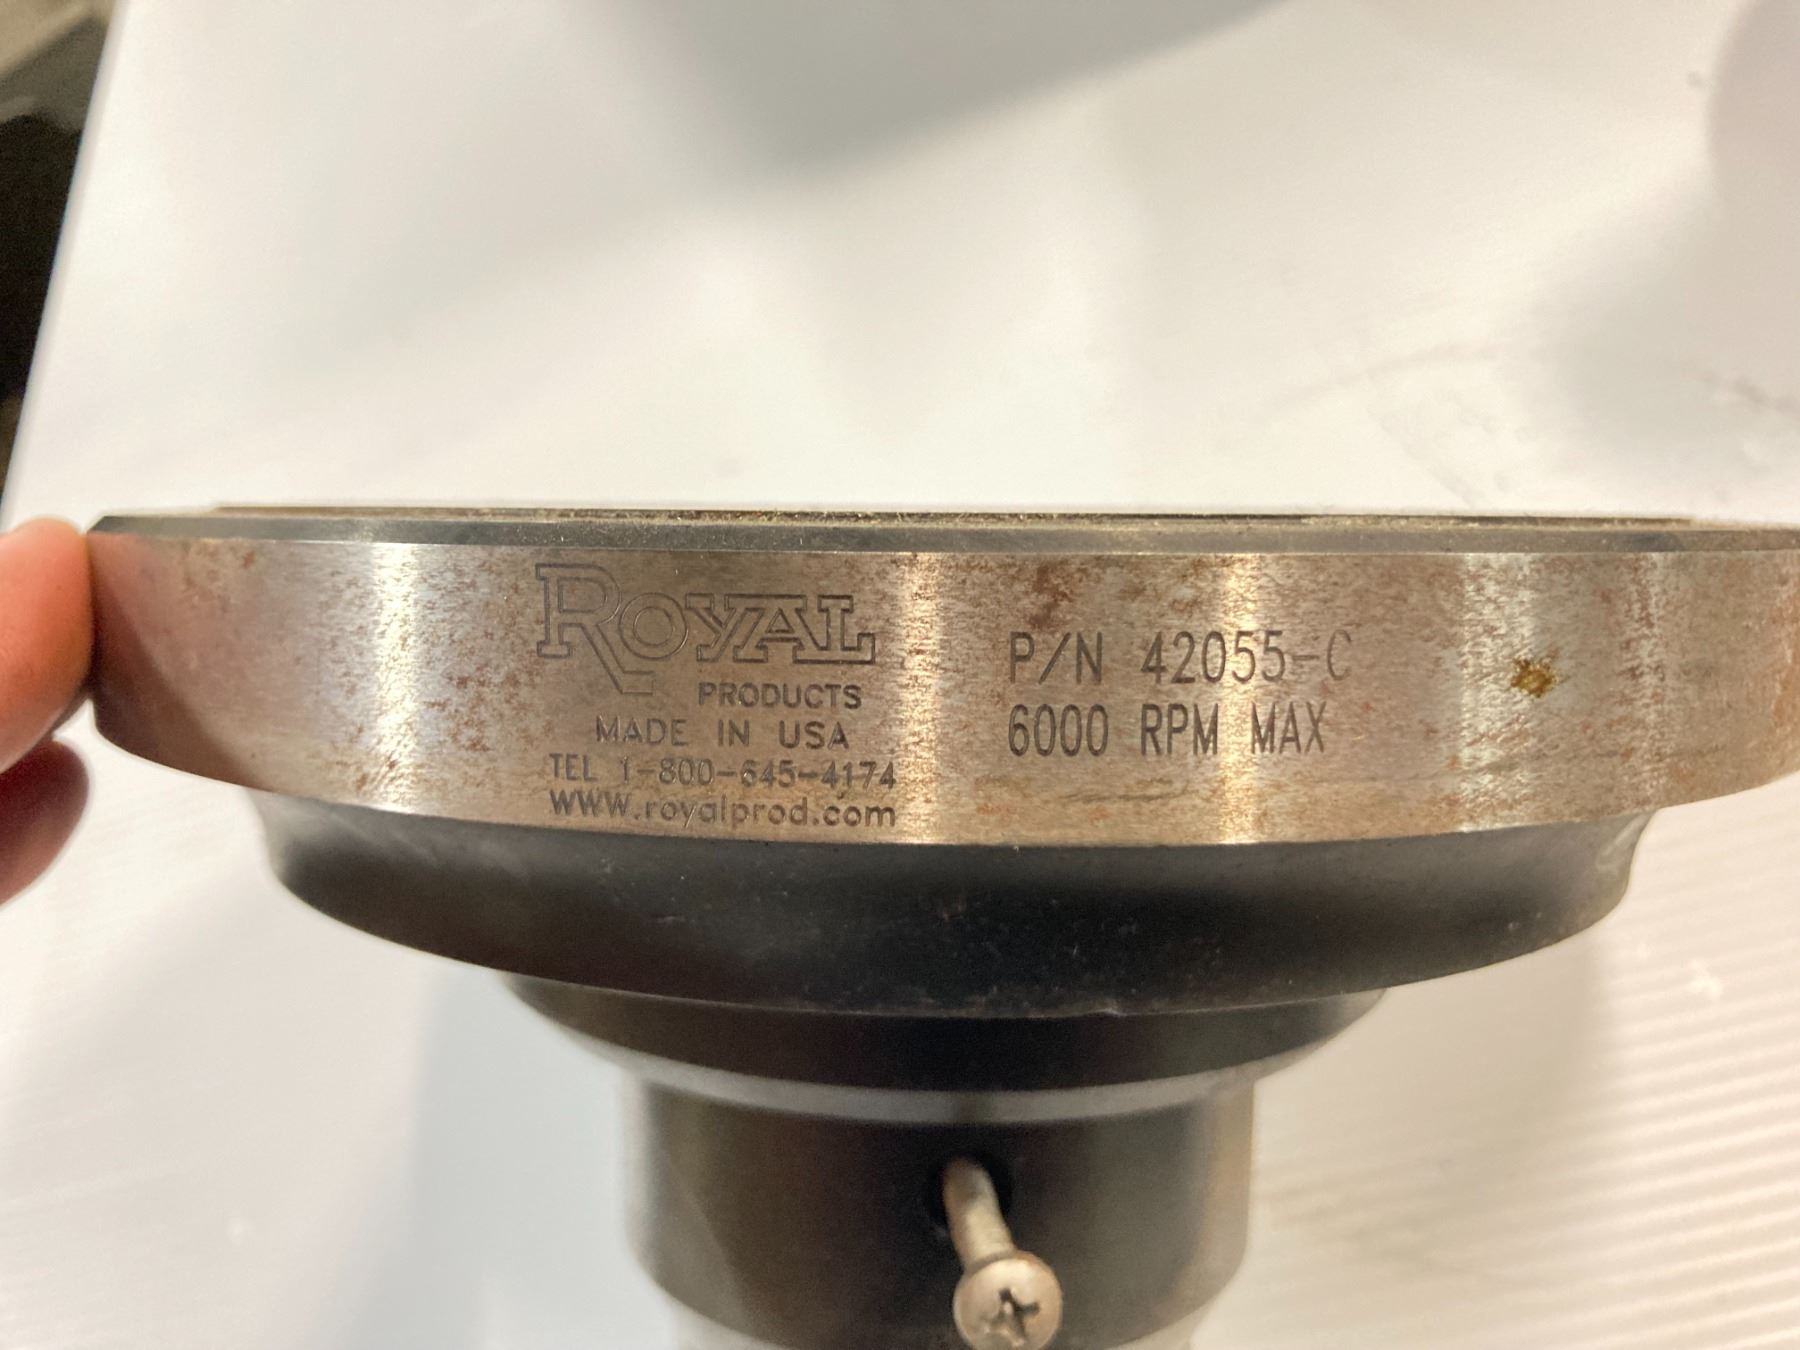 ROYAL
PRODUCTS
MADE IN USA
TEL 1-800-645-4174
WWW.royalprod.com
P/N 42055-C
6000 RPM MAX